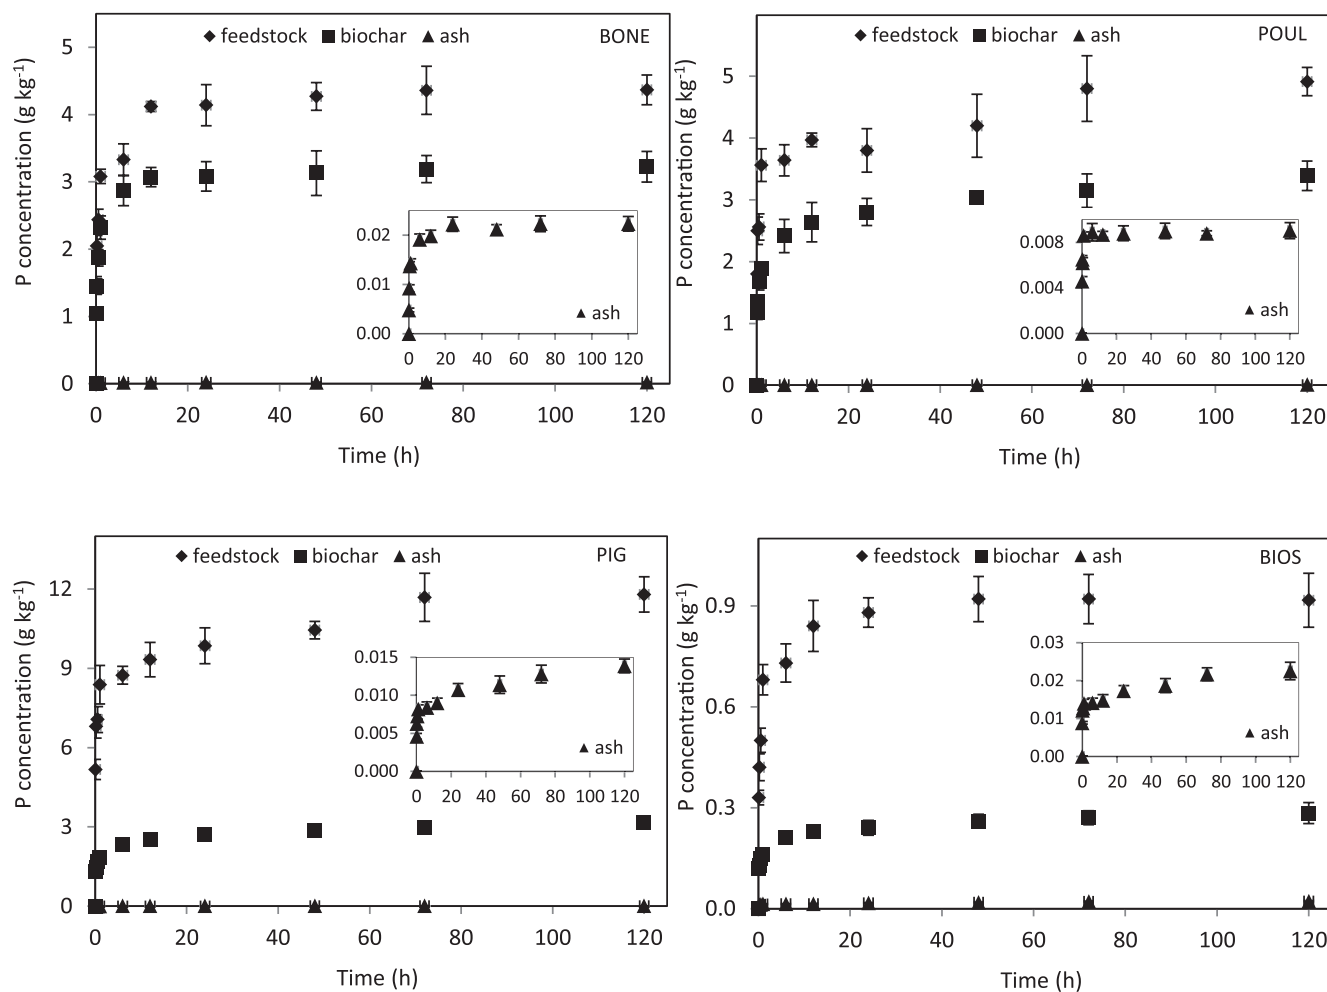 feedstock biochar ash BONE
P concentration (g kg-1)
5
4
3
2
1
0
0 20 40 60 80 100 120
Time (h)
0.02
0.01
0.00
ash
0 20 40 60 80 100 120
feedstock biochar ash POUL
P concentration (g kg-1)
5
4
3
2
1
0
0 20 40 60 80 100 120
Time (h)
0.008
0.004
0.000
ash
0 20 40 60 80 100 120
feedstock biochar ash PIG
P concentration (g kg-1)
12
9
6
3
0
0 20 40 60 80 100 120
Time (h)
0.015
0.010
0.005
0.000
ash
0 20 40 60 80 100 120
feedstock biochar ash BIOS
P concentration (g kg-1)
0.9
0.6
0.3
0.0
0 20 40 60 80 100 120
Time (h)
0.03
0.02
0.01
0.00
ash
0 20 40 60 80 100 120